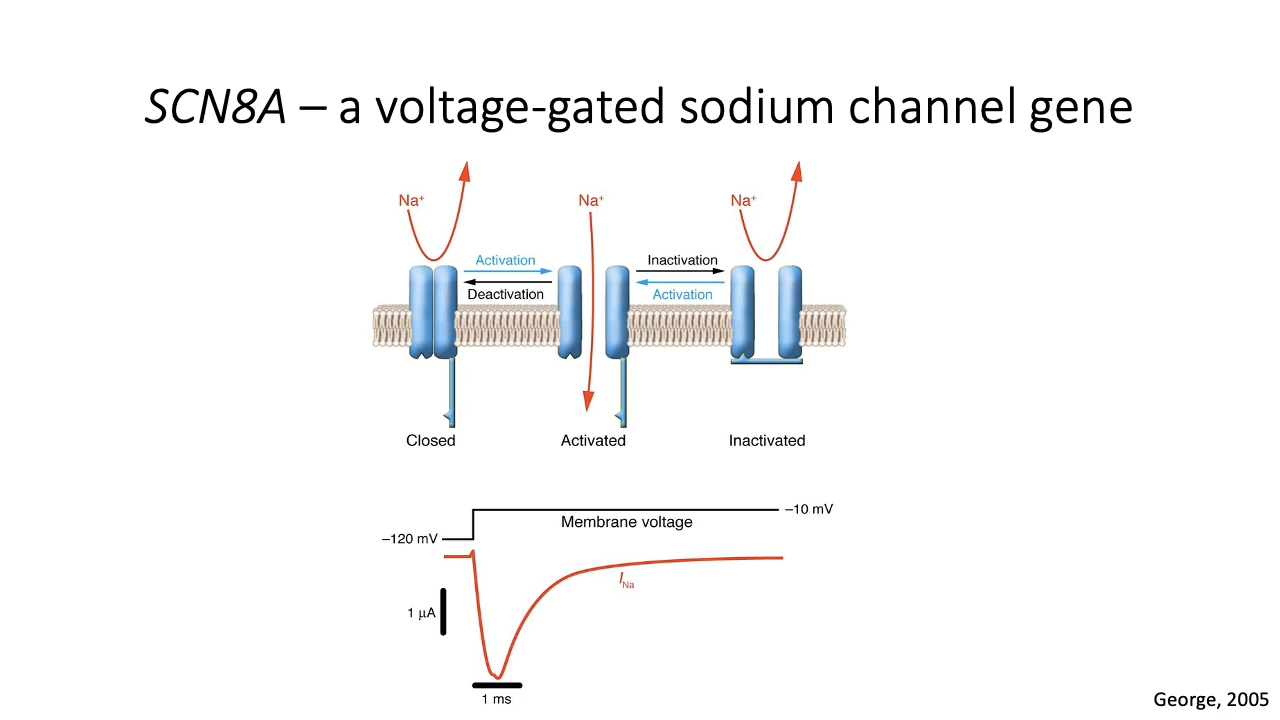 SCN8A – a voltage-gated sodium channel gene
Na⁺
Na⁺
Na⁺
Activation
Deactivation
Inactivation
Activation
Closed
Activated
Inactivated
–120 mV
Membrane voltage
–10 mV
INa
1 µA
1 ms
George, 2005